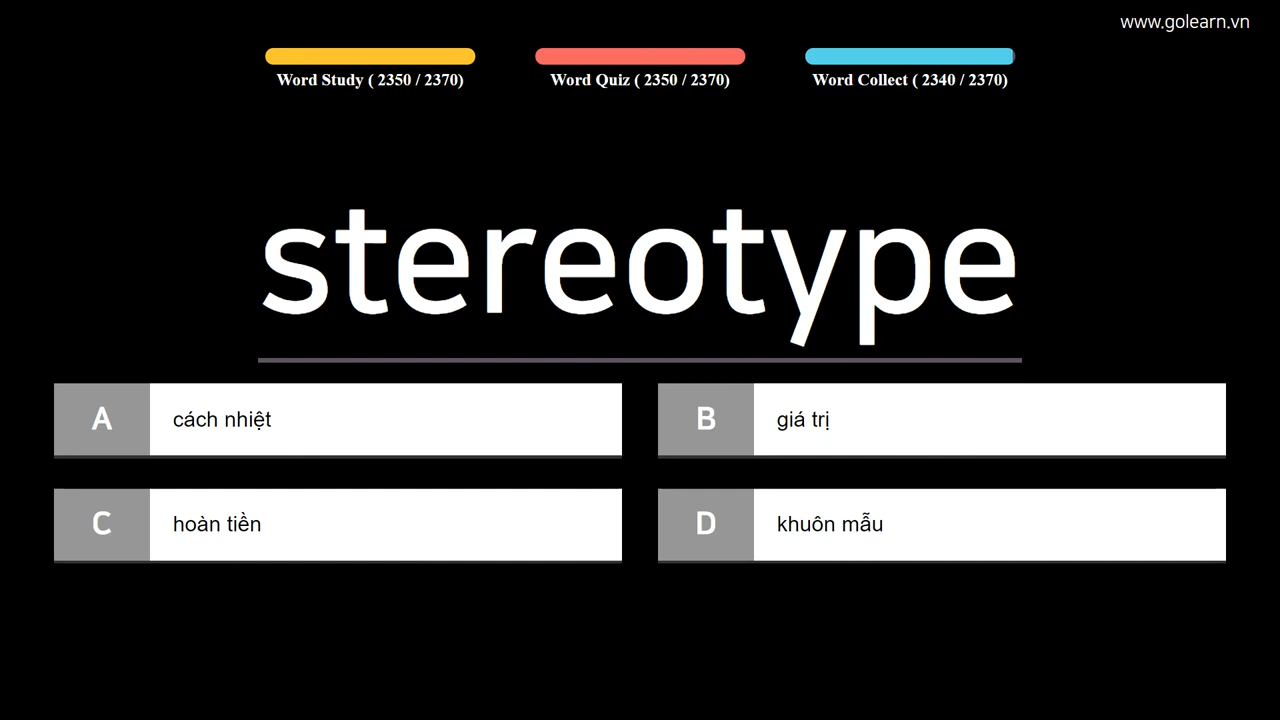 www.golearn.vn
Word Study ( 2350 / 2370)
Word Quiz ( 2350 / 2370)
Word Collect ( 2340 / 2370)
stereotype
A cách nhiệt
B giá trị
C hoàn tiền
D khuôn mẫu